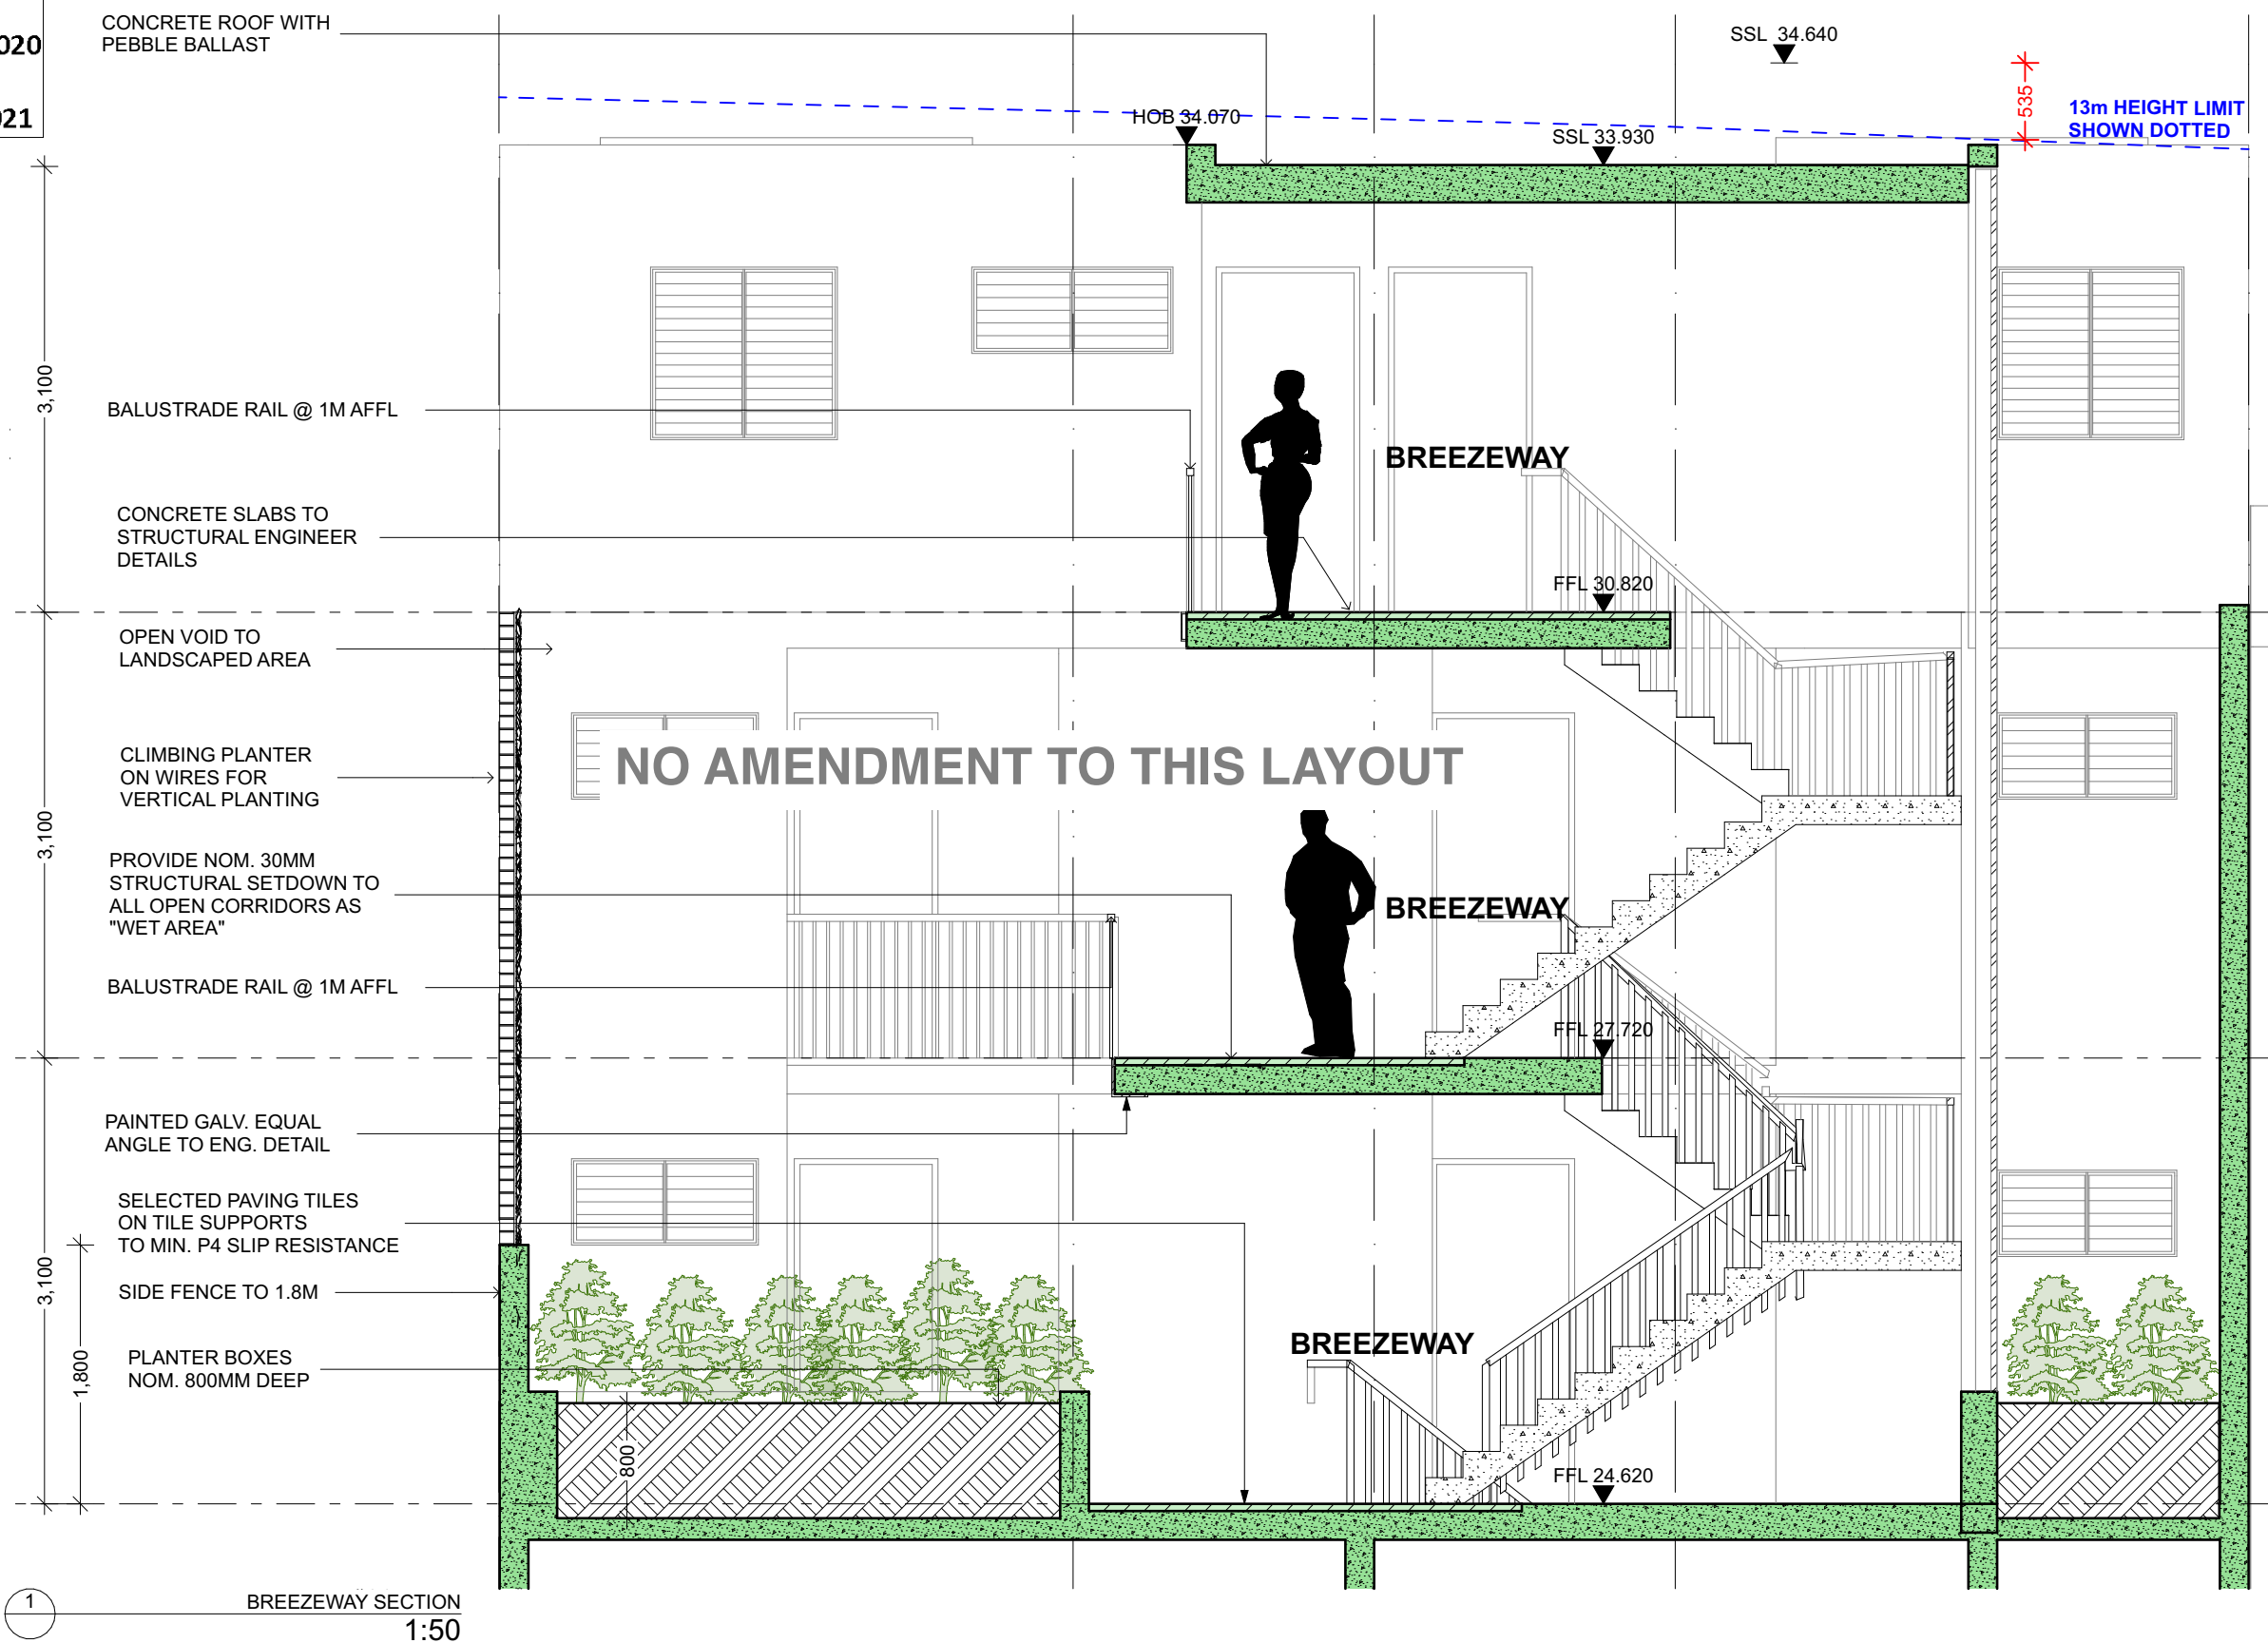 020
021
CONCRETE ROOF WITH
PEBBLE BALLAST
SSL 34.640
535
13m HEIGHT LIMIT
SHOWN DOTTED
HOB 34.070
SSL 33.930
3,100
BALUSTRADE RAIL @ 1M AFFL
BREEZEWAY
CONCRETE SLABS TO
STRUCTURAL ENGINEER
DETAILS
FFL 30.820
OPEN VOID TO
LANDSCAPED AREA
NO AMENDMENT TO THIS LAYOUT
CLIMBING PLANTER
ON WIRES FOR
VERTICAL PLANTING
3,100
PROVIDE NOM. 30MM
STRUCTURAL SETDOWN TO
ALL OPEN CORRIDORS AS
"WET AREA"
BREEZEWAY
BALUSTRADE RAIL @ 1M AFFL
FFL 27.720
PAINTED GALV. EQUAL
ANGLE TO ENG. DETAIL
SELECTED PAVING TILES
ON TILE SUPPORTS
TO MIN. P4 SLIP RESISTANCE
3,100
SIDE FENCE TO 1.8M
1,800
PLANTER BOXES
NOM. 800MM DEEP
BREEZEWAY
800
FFL 24.620
1
BREEZEWAY SECTION
1:50